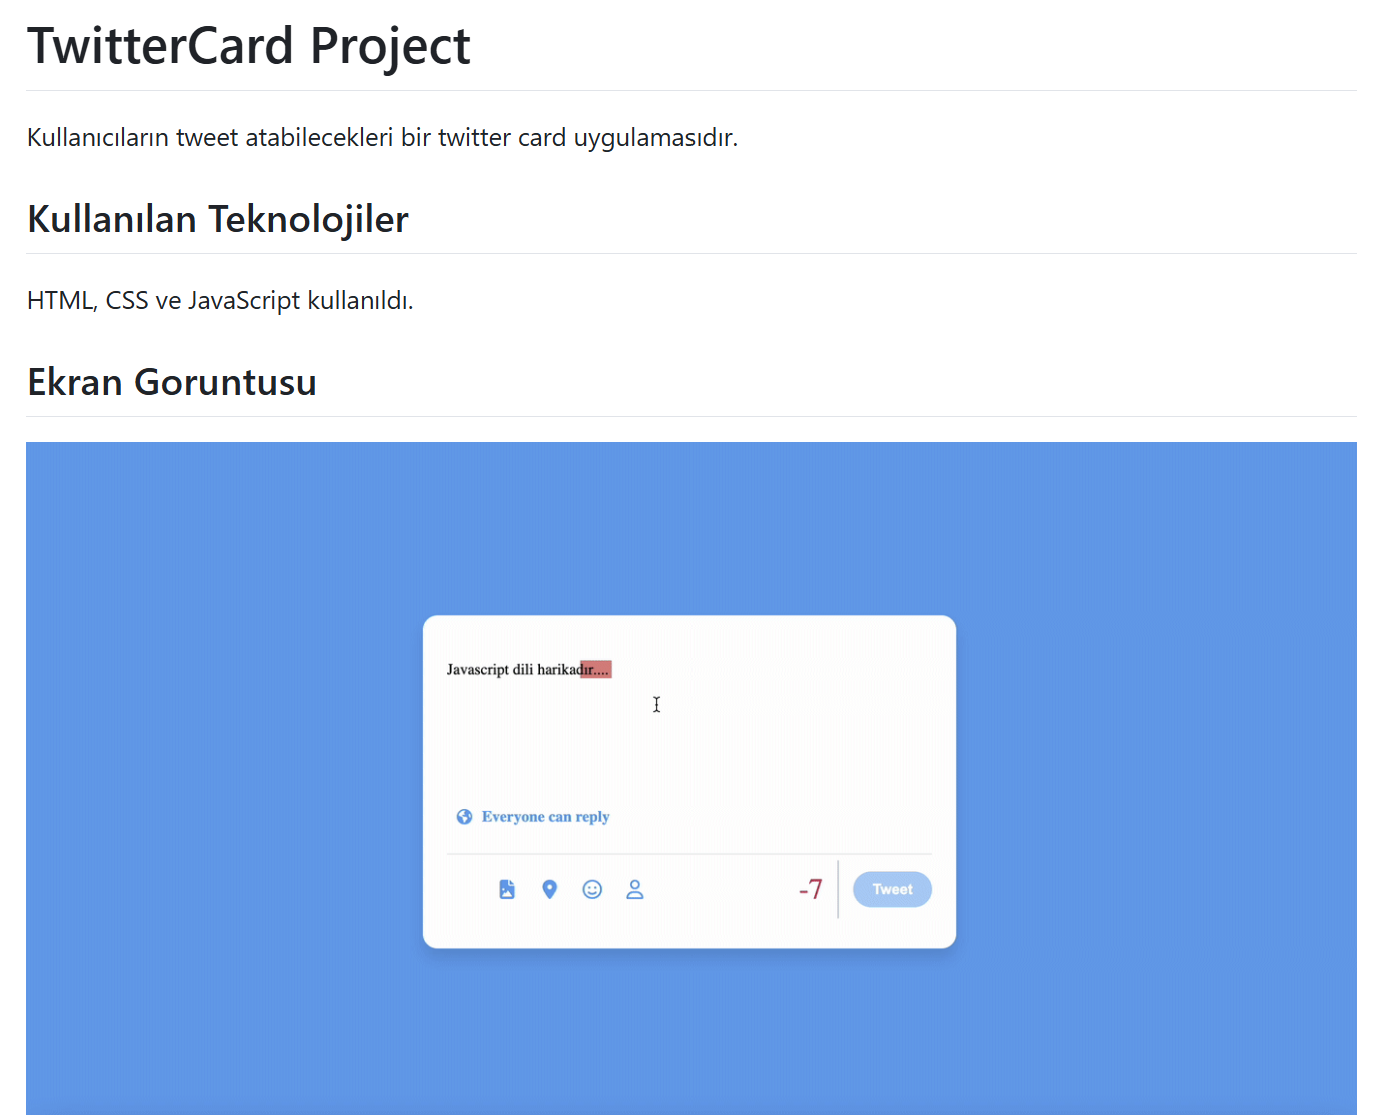 TwitterCard Project
Kullanıcıların tweet atabilecekleri bir twitter card uygulamasıdır.
Kullanılan Teknolojiler
HTML, CSS ve JavaScript kullanıldı.
Ekran Goruntusu
Javascript dili harikadır....
Everyone can reply
-7
Tweet